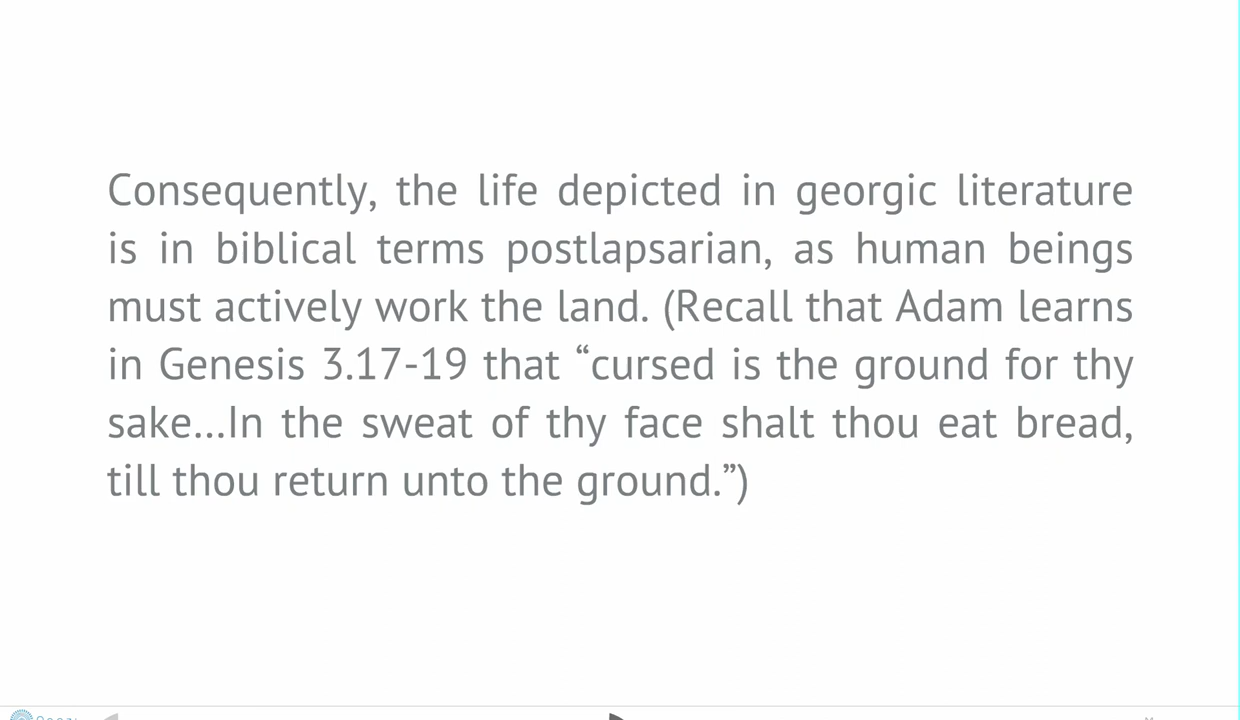 Consequently, the life depicted in georgic literature
is in biblical terms postlapsarian, as human beings
must actively work the land. (Recall that Adam learns
in Genesis 3.17-19 that “cursed is the ground for thy
sake...In the sweat of thy face shalt thou eat bread,
till thou return unto the ground.”)